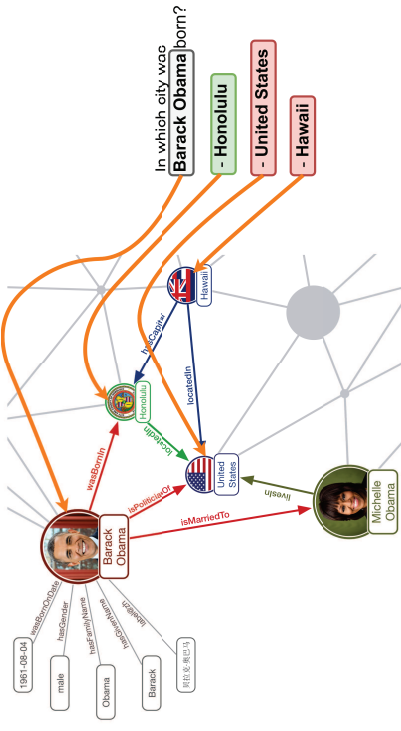 In which city wac
Barack Obama born?
- Honolulu
- United States
- Hawaii
Hawaii
hasCapital
locatedIn
Honolulu
locatedIn
wasBornIn
United
States
isPoliticianOf
isMarriedTo
livesIn
Barack
Obama
Michelle
Obama
wasBornOnDate
hasGender
hasFamilyName
hasGivenName
label@zh
1961-08-04
male
Obama
Barack
贝拉克·奥巴马